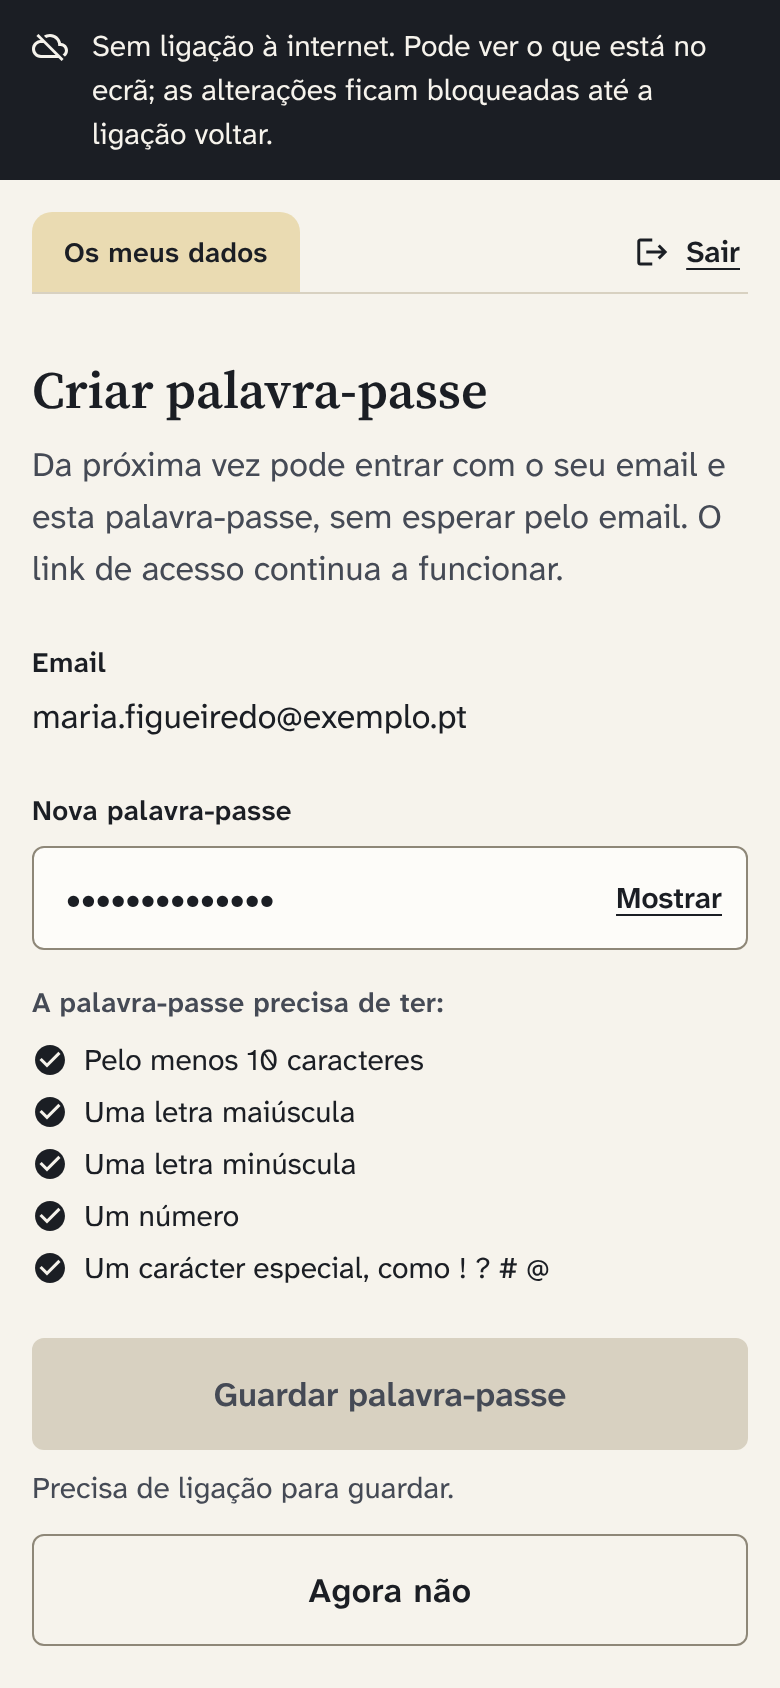 Sem ligação à internet. Pode ver o que está no
ecrã; as alterações ficam bloqueadas até a
ligação voltar.
Os meus dados
Sair
Criar palavra-passe
Da próxima vez pode entrar com o seu email e
esta palavra-passe, sem esperar pelo email. O
link de acesso continua a funcionar.
Email
maria.figueiredo@exemplo.pt
Nova palavra-passe
••••••••••••••
Mostrar
A palavra-passe precisa de ter:
Pelo menos 10 caracteres
Uma letra maiúscula
Uma letra minúscula
Um número
Um carácter especial, como ! ? # @
Guardar palavra-passe
Precisa de ligação para guardar.
Agora não